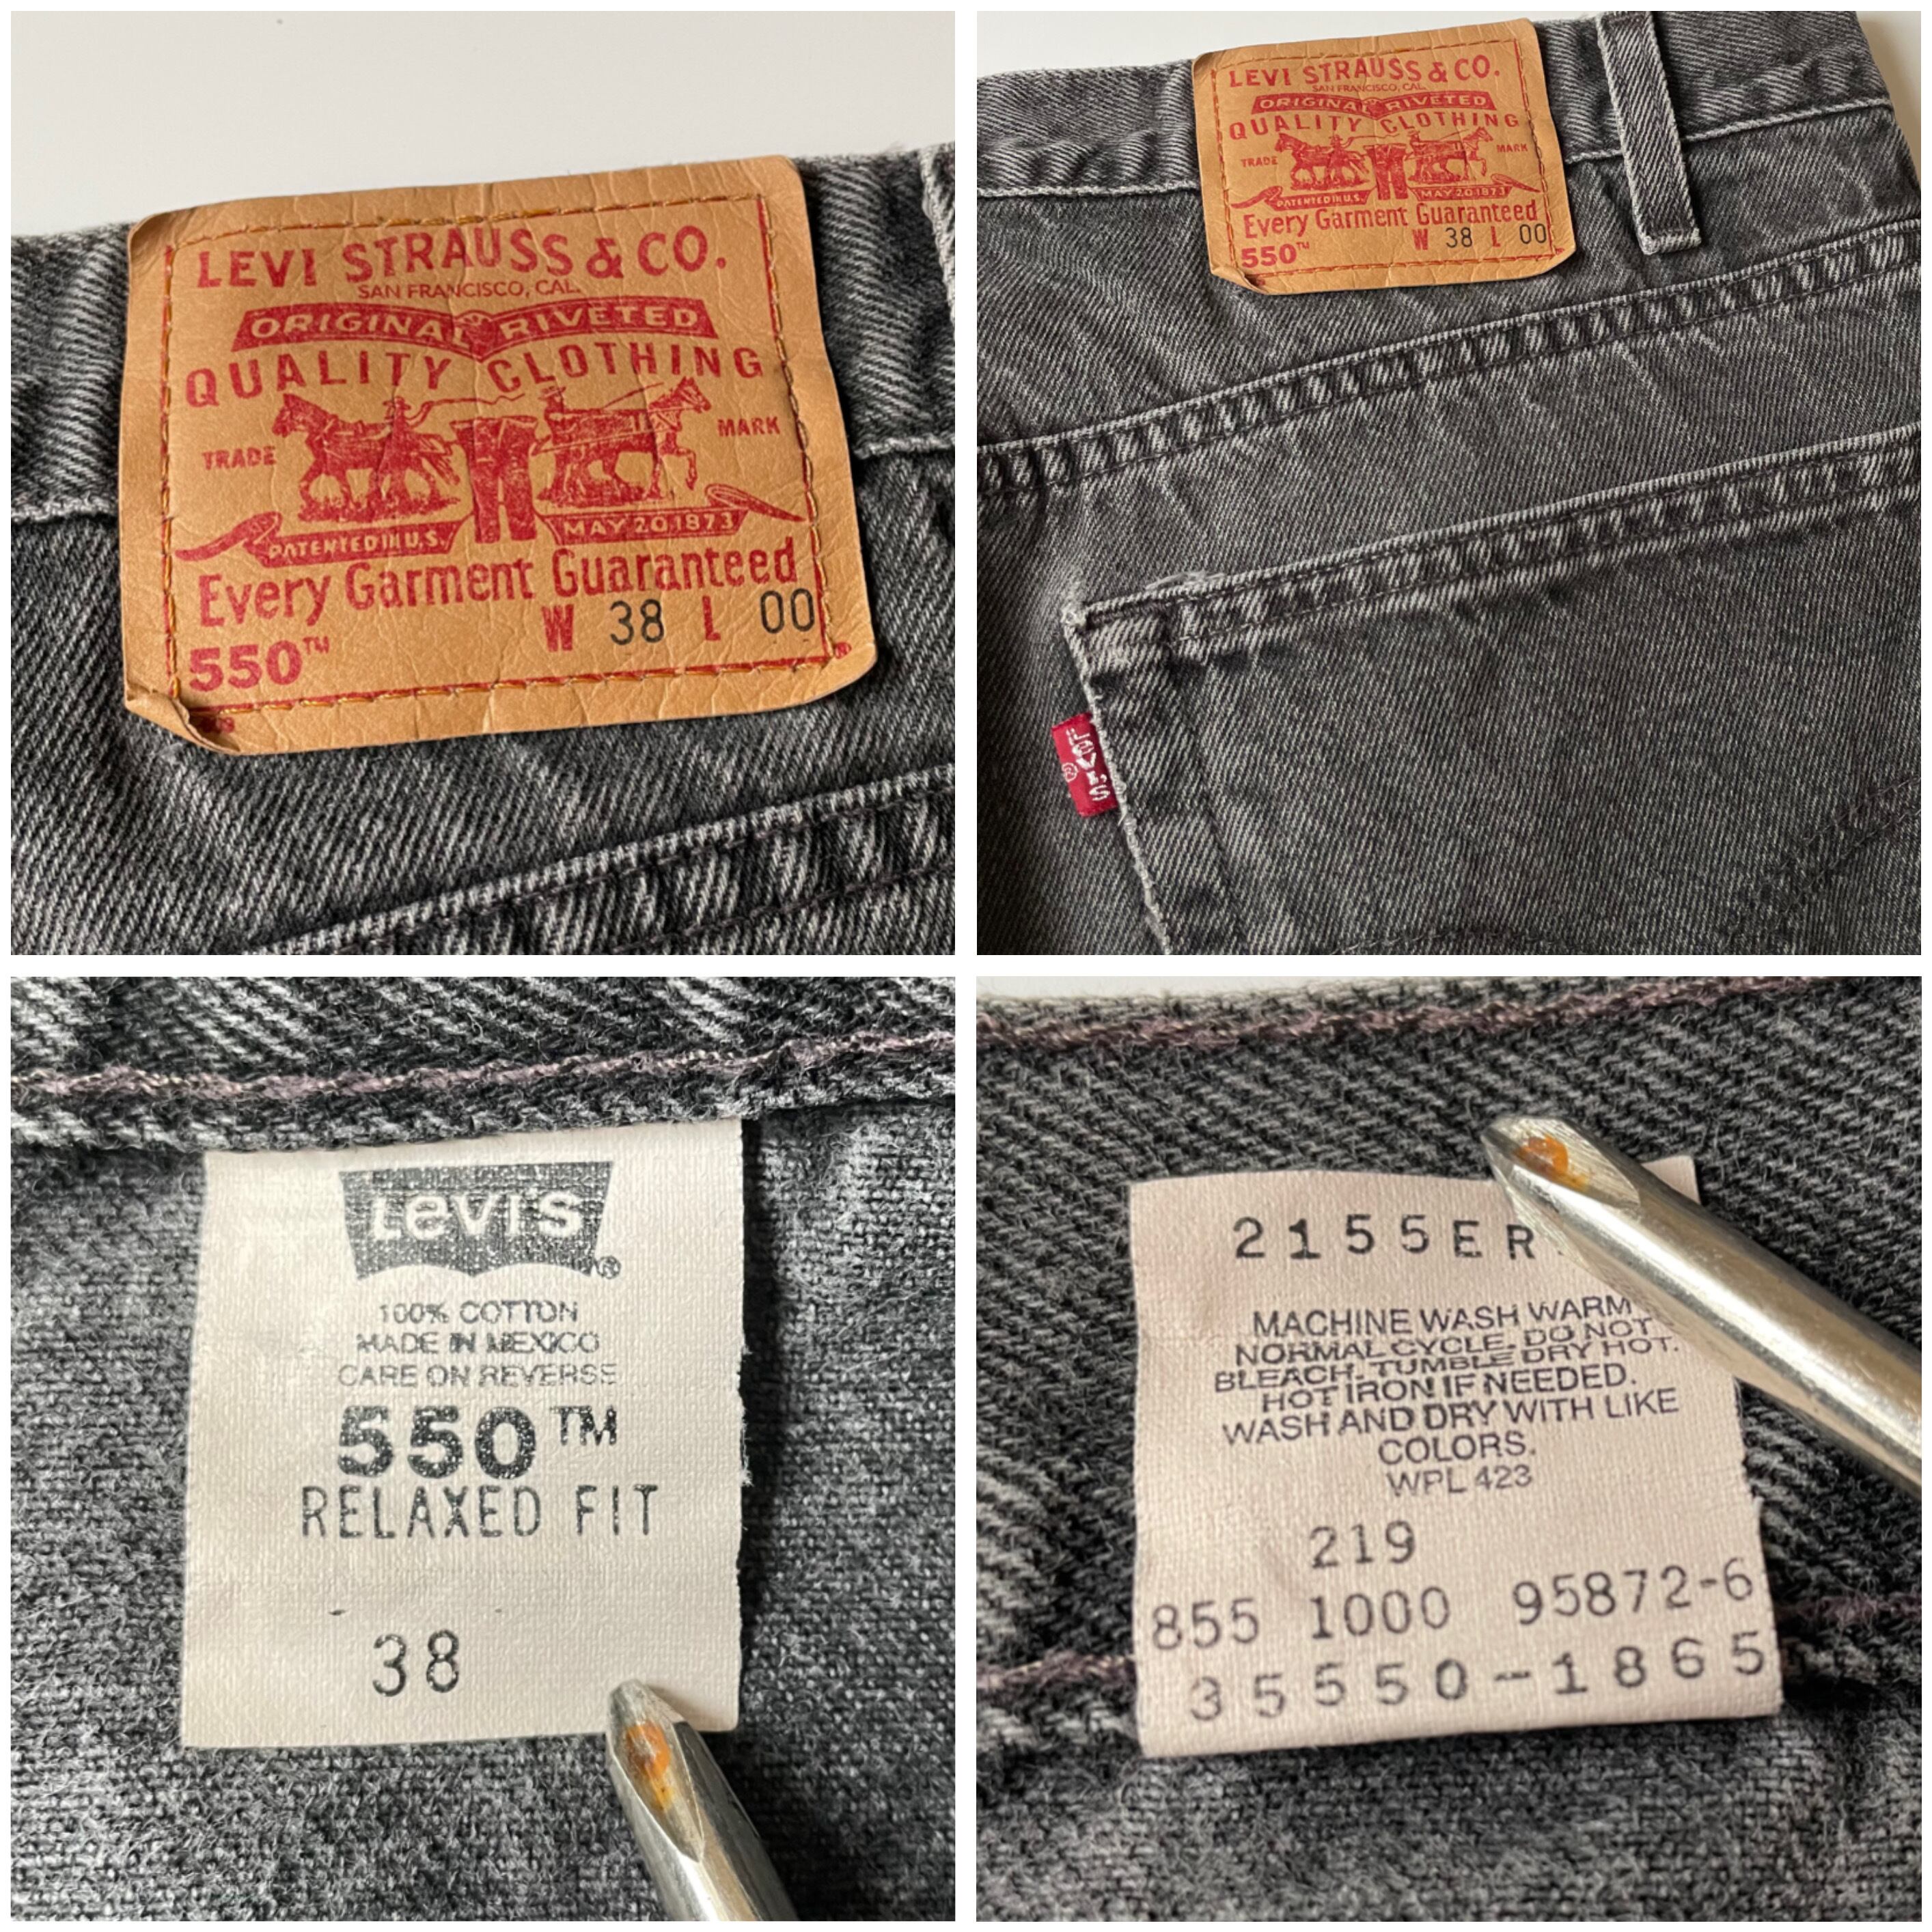 LEVI STRAUSS & CO.
SAN FRANCISCO, CAL.
ORIGINAL RIVETED
QUALITY CLOTHING
TRADE MARK
PATENTED IN U.S. MAY 20 1873
Every Garment Guaranteed
W 38 L 00
550™
®
LEVI STRAUSS & CO.
SAN FRANCISCO, CAL.
ORIGINAL RIVETED
QUALITY CLOTHING
TRADE MARK
PATENTED IN U.S. MAY 20 1873
Every Garment Guaranteed
W 38 L 00
550™
LEVI'S
®
Levi's
®
100% COTTON
MADE IN MEXICO
CARE ON REVERSE
550™
RELAXED FIT
38
2155ER
MACHINE WASH WARM
NORMAL CYCLE. DO NOT
BLEACH. TUMBLE DRY HOT.
HOT IRON IF NEEDED.
WASH AND DRY WITH LIKE
COLORS.
WPL 423
219
855 1000 95872-6
35550-1865